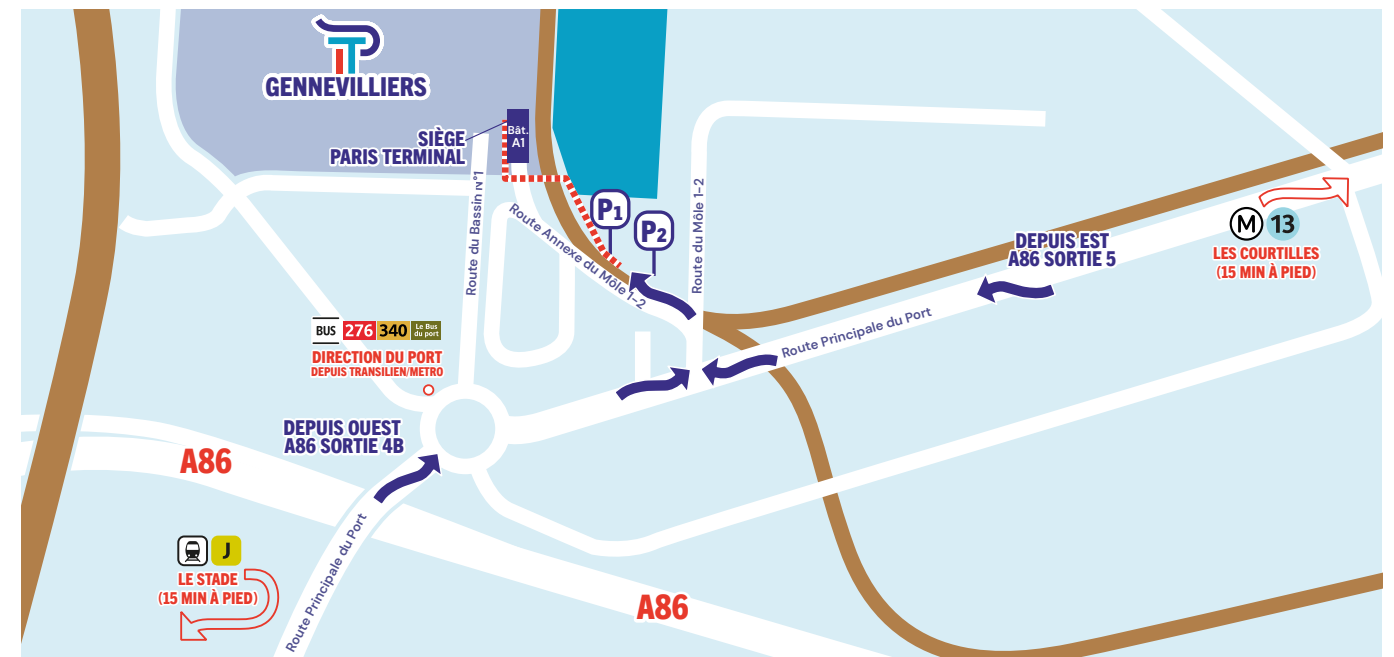 GENNEVILLIERS
SIÈGE
PARIS TERMINAL
Bât.
A1
Route du Bassin N°1
Route Annexe du Môle 1-2
P1
P2
Route du Môle 1-2
DEPUIS EST
A86 SORTIE 5
M 13
LES COURTILLES
(15 MIN À PIED)
Route Principale du Port
BUS 276 340 Le Bus
du port
DIRECTION DU PORT
DEPUIS TRANSILIEN/METRO
DEPUIS OUEST
A86 SORTIE 4B
A86
Route Principale du Port
J
LE STADE
(15 MIN À PIED)
A86